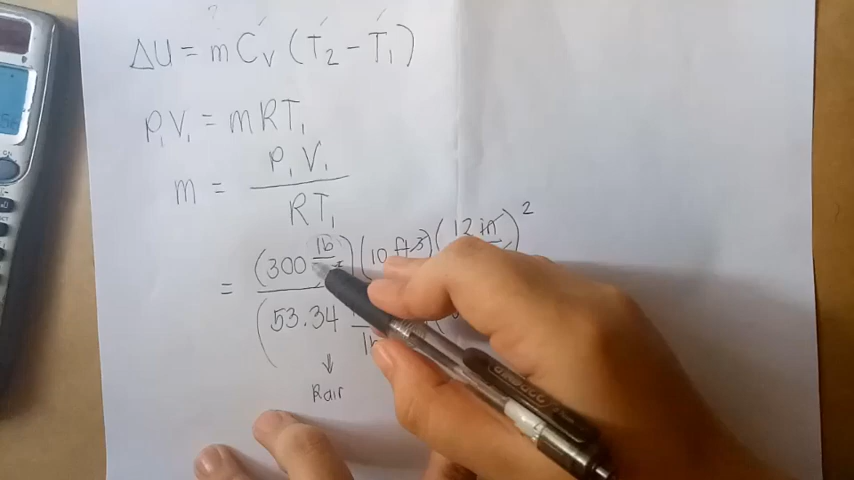 ΔU = m Cv (T2 - T1)
P1V1 = mRT1
m = P1V1 / RT1
= (300 lb (10 ft3) (12 in)2
(53.34
Rair